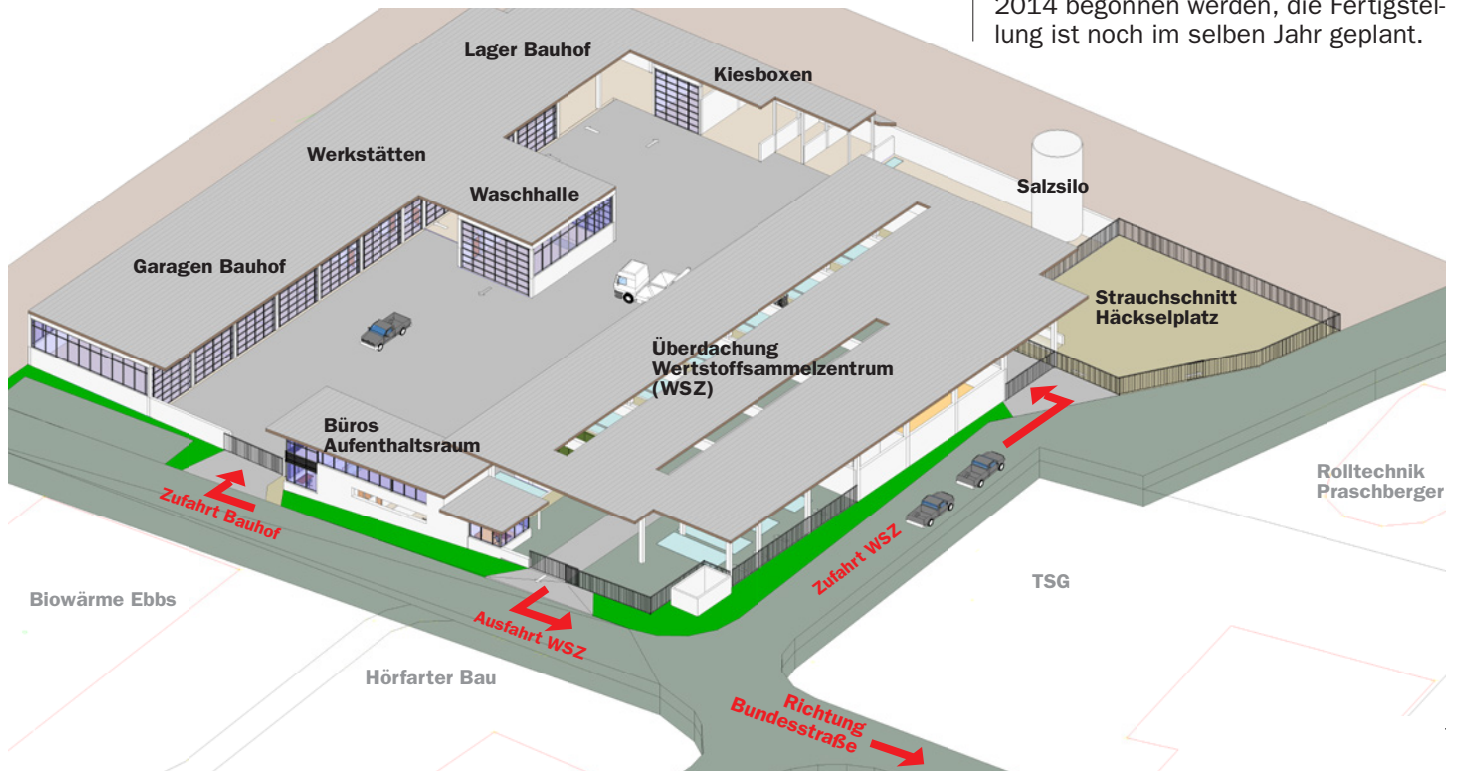 2014 begonnen werden, die Fertigstel-
lung ist noch im selben Jahr geplant.
Lager Bauhof
Kiesboxen
Werkstätten
Waschhalle
Salzsilo
Garagen Bauhof
Strauchschnitt
Häckselplatz
Überdachung
Wertstoffsammelzentrum
(WSZ)
Büros
Aufenthaltsraum
Rolltechnik
Praschberger
Zufahrt Bauhof
Zufahrt WSZ
TSG
Biowärme Ebbs
Ausfahrt WSZ
Hörfarter Bau
Richtung
Bundesstraße